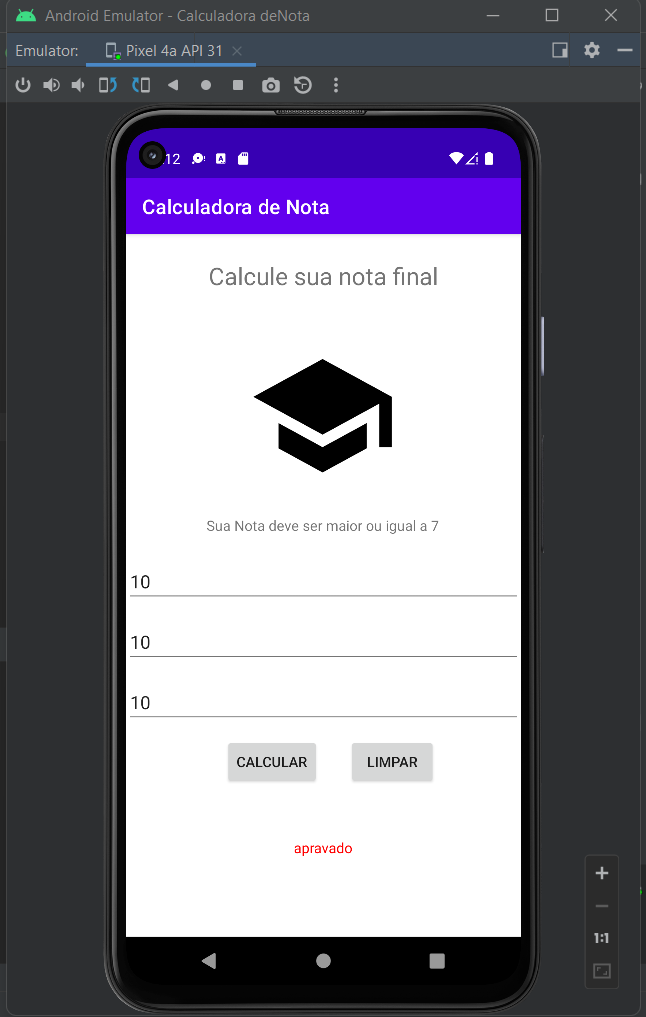 Android Emulator - Calculadora deNota
Emulator:
Pixel 4a API 31
:12
A
Calculadora de Nota
Calcule sua nota final
Sua Nota deve ser maior ou igual a 7
10
10
10
CALCULAR
LIMPAR
apravado
1:1